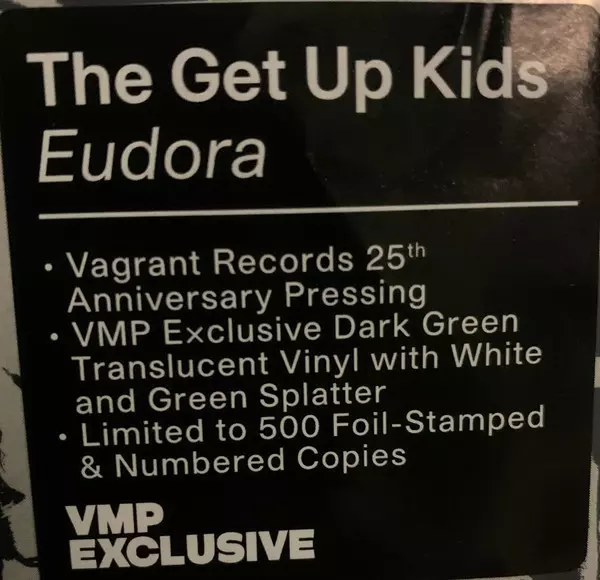 The Get Up Kids
Eudora
• Vagrant Records 25th
Anniversary Pressing
• VMP Exclusive Dark Green
Translucent Vinyl with White
and Green Splatter
• Limited to 500 Foil-Stamped
& Numbered Copies
VMP
EXCLUSIVE